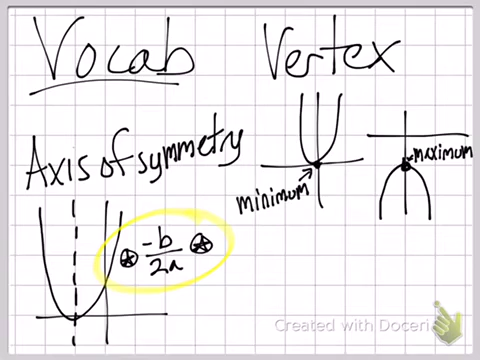 Vocab
Vertex
minimum
maximum
Axis of symmetry
-b
2a
Created with Doceri